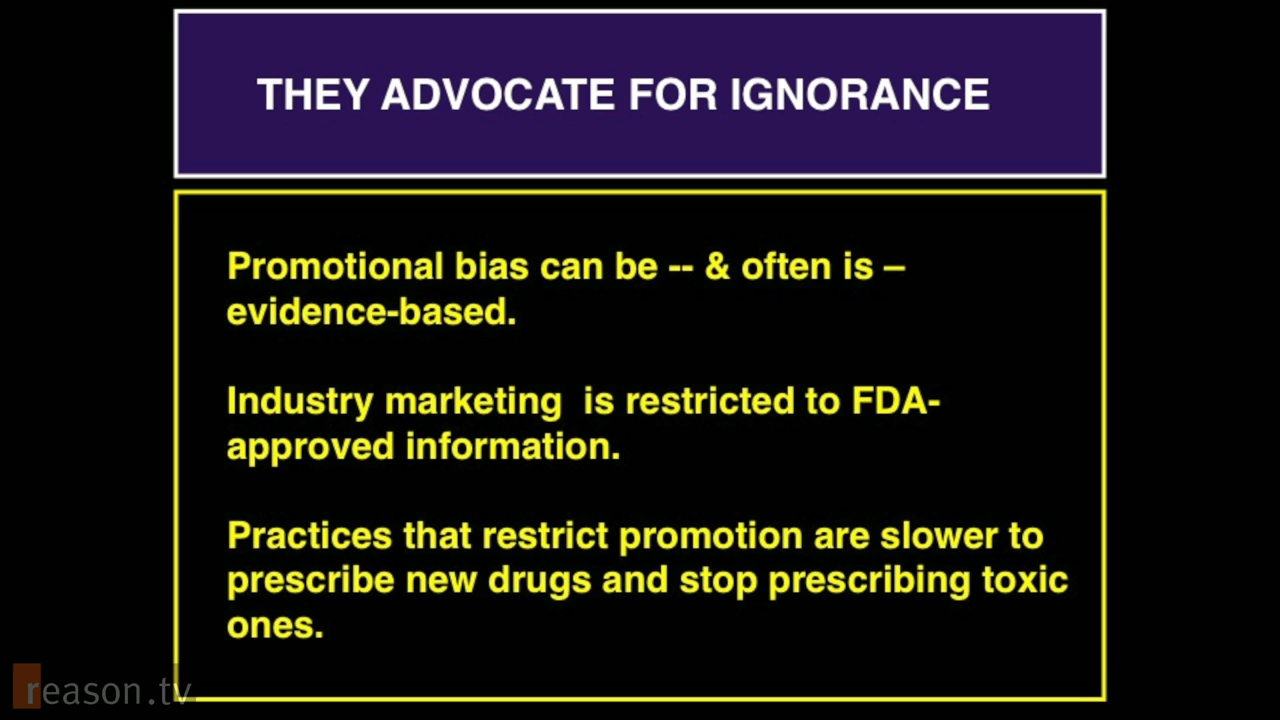 THEY ADVOCATE FOR IGNORANCE
Promotional bias can be -- & often is –
evidence-based.
Industry marketing  is restricted to FDA-
approved information.
Practices that restrict promotion are slower to
prescribe new drugs and stop prescribing toxic
ones.
reason.tv